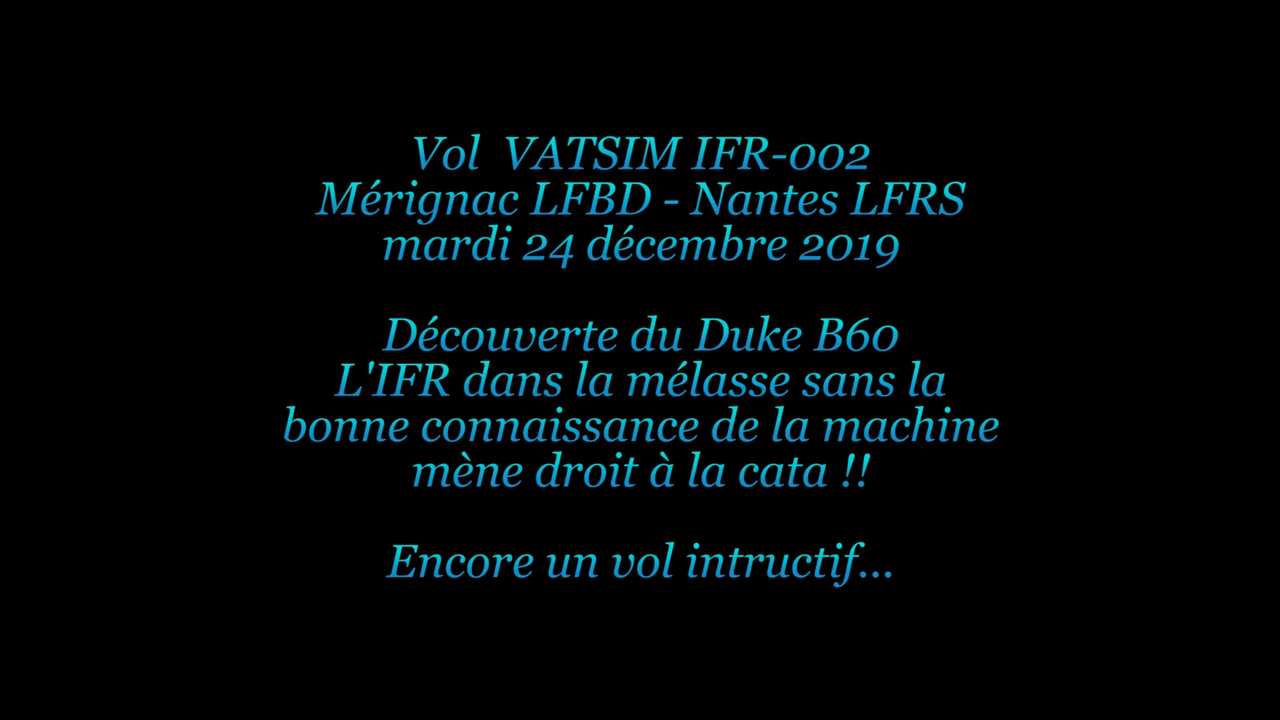 Vol  VATSIM IFR-002
Mérignac LFBD - Nantes LFRS
mardi 24 décembre 2019
Découverte du Duke B60
L'IFR dans la mélasse sans la
bonne connaissance de la machine
mène droit à la cata !!
Encore un vol intructif...